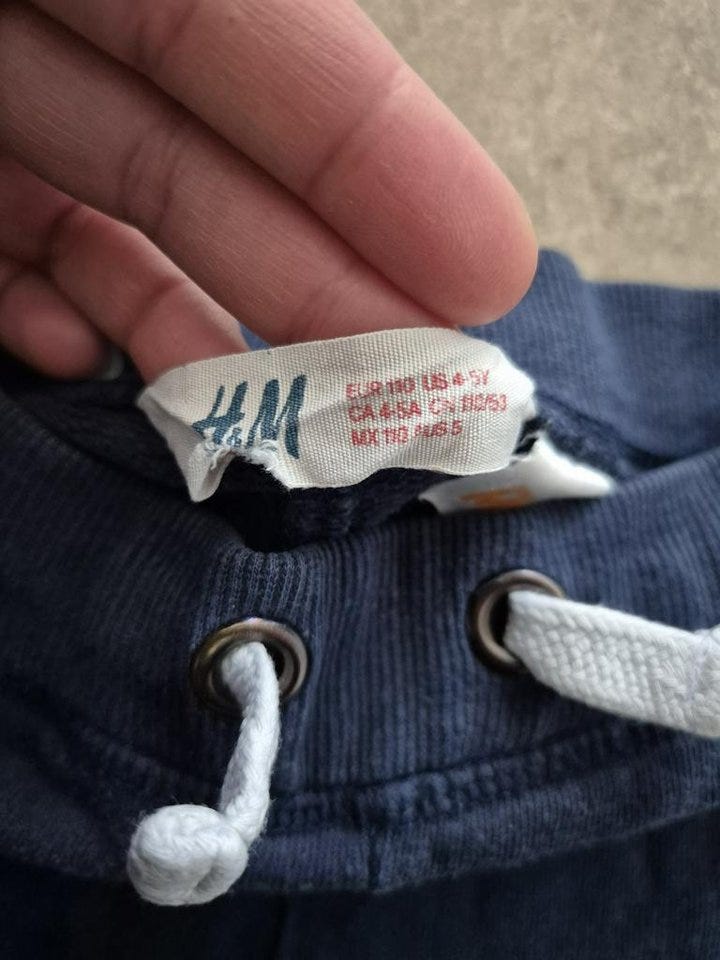 H&M
EUR 110 US 4-5Y
CA 4-5A CN 110/53
MX 110 AUS 5